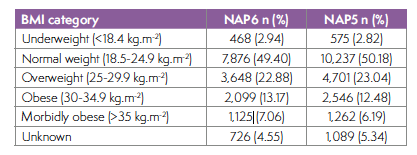 BMI category NAP6 n (%) NAP5 n (%)
Underweight (<18.4 kg.m-²) 468 (2.94) 575 (2.82)
Normal weight (18.5-24.9 kg.m-²) 7,876 (49.40) 10,237 (50.18)
Overweight (25-29.9 kg.m-²) 3,648 (22.88) 4,701 (23.04)
Obese (30-34.9 kg.m-²) 2,099 (13.17) 2,546 (12.48)
Morbidly obese (>35 kg.m-²) 1,125 (7.06) 1,262 (6.19)
Unknown 726 (4.55) 1,089 (5.34)